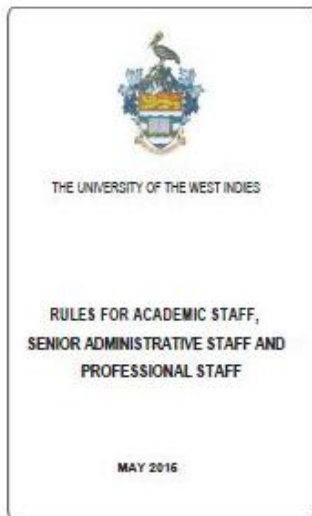 THE UNIVERSITY OF THE WEST INDIES
RULES FOR ACADEMIC STAFF,
SENIOR ADMINISTRATIVE STAFF AND
PROFESSIONAL STAFF
MAY 2016